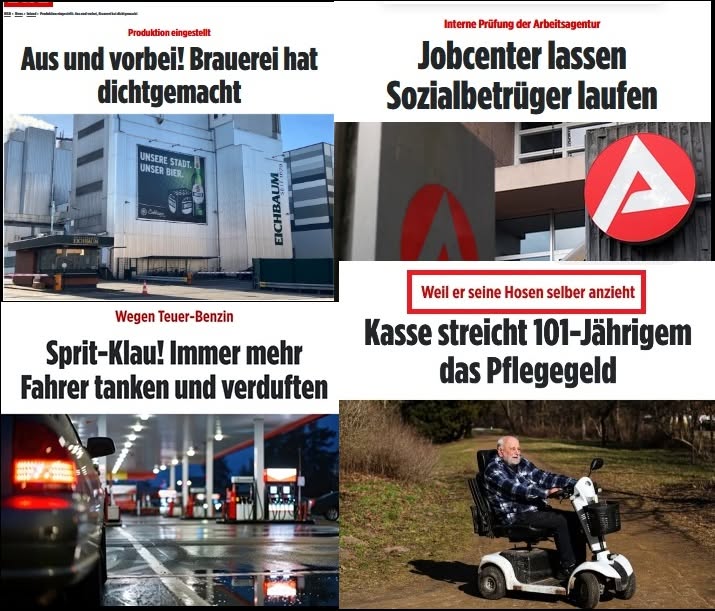 Produktion eingestellt
Aus und vorbei! Brauerei hat
dichtgemacht
UNSERE STADT.
UNSER BIER.
Eichbaum
EICHBAUM
EICHBAUM
Interne Prüfung der Arbeitsagentur
Jobcenter lassen
Sozialbetrüger laufen
Wegen Teuer-Benzin
Sprit-Klau! Immer mehr
Fahrer tanken und verduften
Weil er seine Hosen selber anzieht
Kasse streicht 101-Jährigem
das Pflegegeld